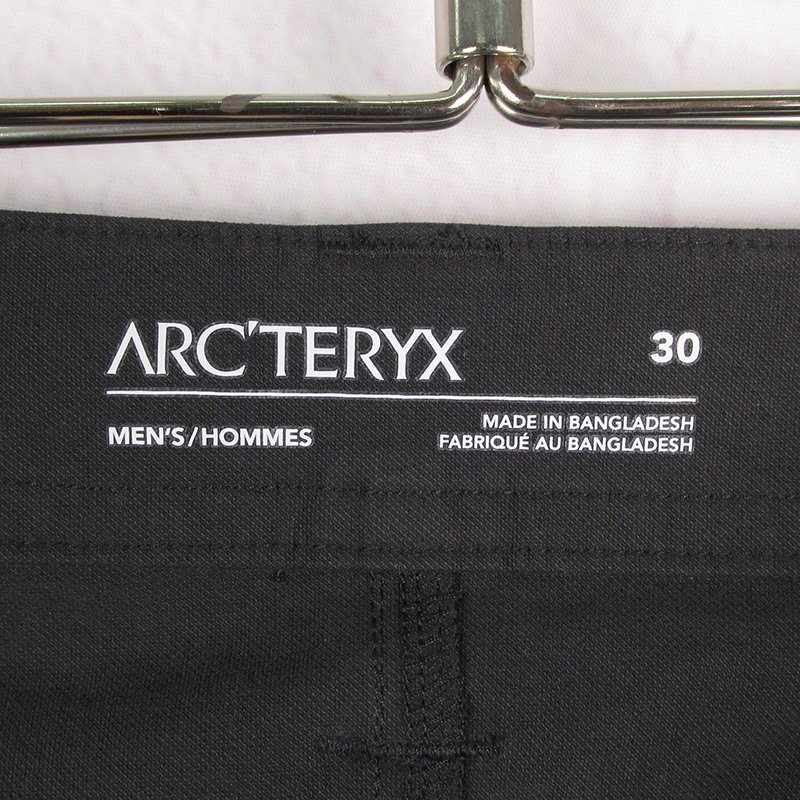 ARC'TERYX 30
MEN'S/HOMMES
MADE IN BANGLADESH
FABRIQUÉ AU BANGLADESH